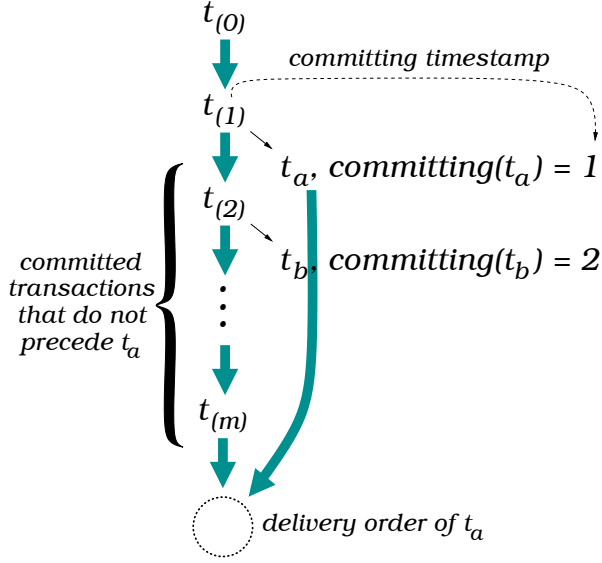 t(0)
committing timestamp
t(1)
ta, committing(ta) = 1
t(2)
tb, committing(tb) = 2
committed
transactions
that do not
precede ta
t(m)
delivery order of ta